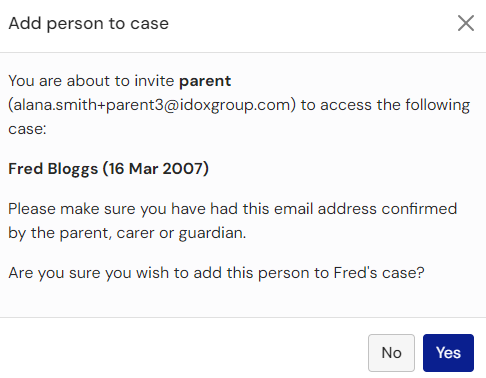 Add person to case
You are about to invite parent
(alana.smith+parent3@idoxgroup.com) to access the following
case:
Fred Bloggs (16 Mar 2007)
Please make sure you have had this email address confirmed
by the parent, carer or guardian.
Are you sure you wish to add this person to Fred's case?
No
Yes